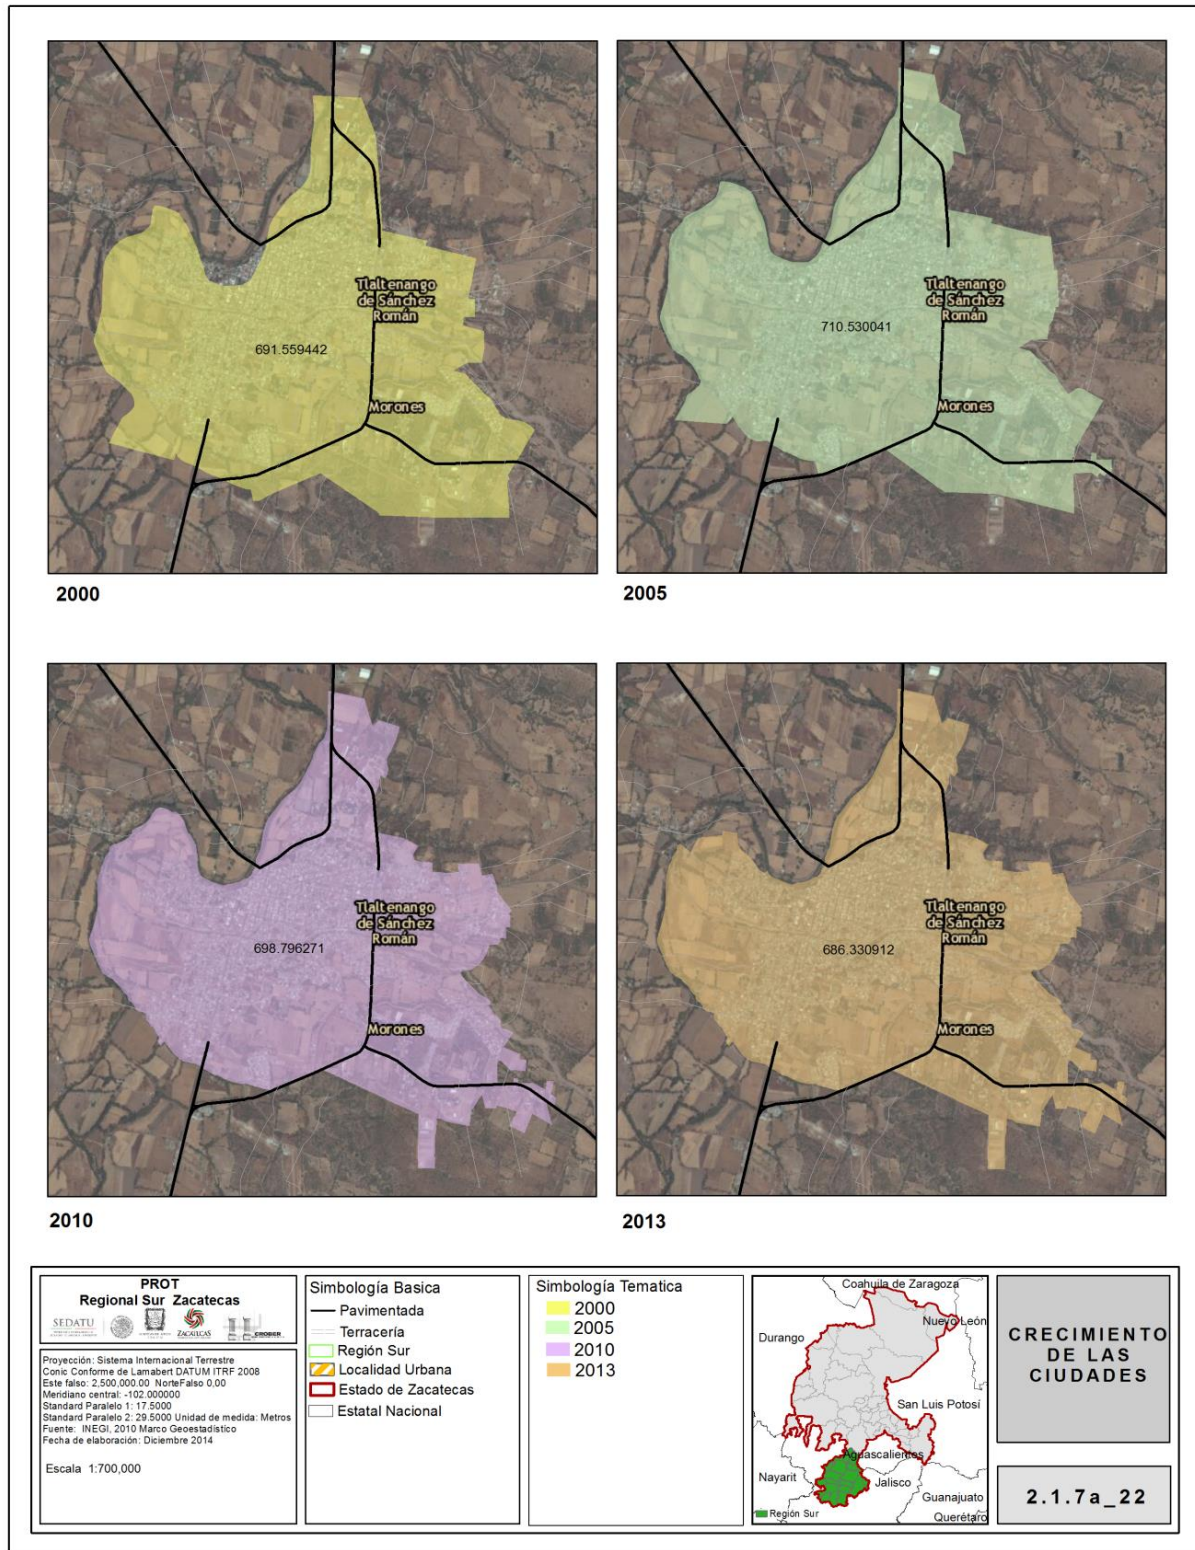 Tlaltenango
de Sánchez
Román
691.559442
Morones
2000
Tlaltenango
de Sánchez
Román
710.530041
Morones
2005
Tlaltenango
de Sánchez
Román
698.796271
Morones
2010
Tlaltenango
de Sánchez
Román
686.330912
Morones
2013
PROT
Regional Sur Zacatecas
SEDATU
ZACATECAS
CROBER
Proyección: Sistema Internacional Terrestre
Conic Conforme de Lamabert DATUM ITRF 2008
Este falso: 2,500,000.00 NorteFalso 0,00
Meridiano central: -102.000000
Standard Paralelo 1: 17.5000
Standard Paralelo 2: 29.5000 Unidad de medida: Metros
Fuente: INEGI, 2010 Marco Geoestadístico
Fecha de elaboración: Diciembre 2014
Escala 1:700,000
Simbología Basica
Pavimentada
Terracería
Región Sur
Localidad Urbana
Estado de Zacatecas
Estatal Nacional
Simbología Tematica
2000
2005
2010
2013
Coahuila de Zaragoza
Nuevo León
Durango
San Luis Potosí
Aguascalientes
Nayarit
Jalisco
Guanajuato
Querétaro
Región Sur
CRECIMIENTO
DE LAS
CIUDADES
2.1.7a_22